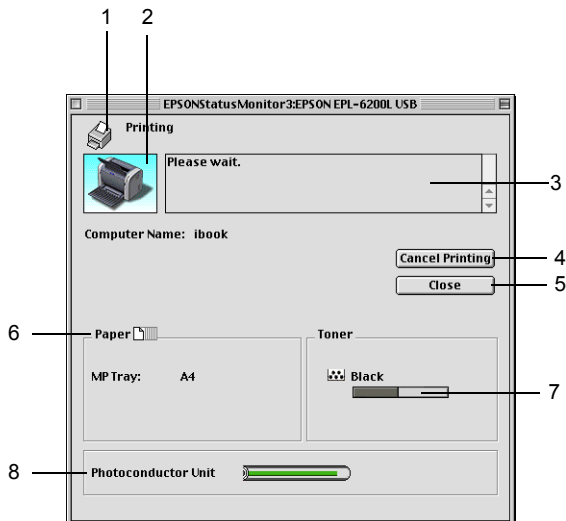 1 2
EPSONStatusMonitor3:EPSON EPL-6200L USB
Printing
Please wait.
3
Computer Name: ibook
Cancel Printing 4
Close 5
6 Paper Toner
MP Tray: A4 Black
7
8 Photoconductor Unit